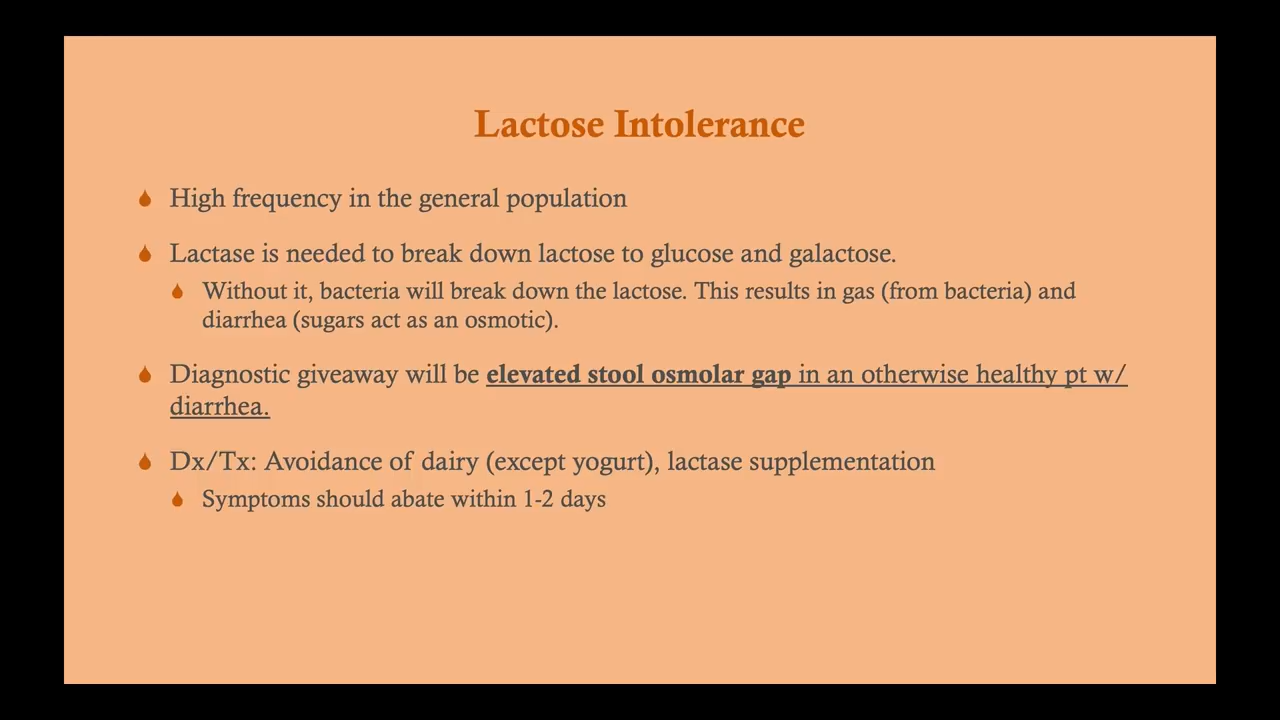 Lactose Intolerance
High frequency in the general population
Lactase is needed to break down lactose to glucose and galactose.
Without it, bacteria will break down the lactose. This results in gas (from bacteria) and
diarrhea (sugars act as an osmotic).
Diagnostic giveaway will be elevated stool osmolar gap in an otherwise healthy pt w/
diarrhea.
Dx/Tx: Avoidance of dairy (except yogurt), lactase supplementation
Symptoms should abate within 1-2 days